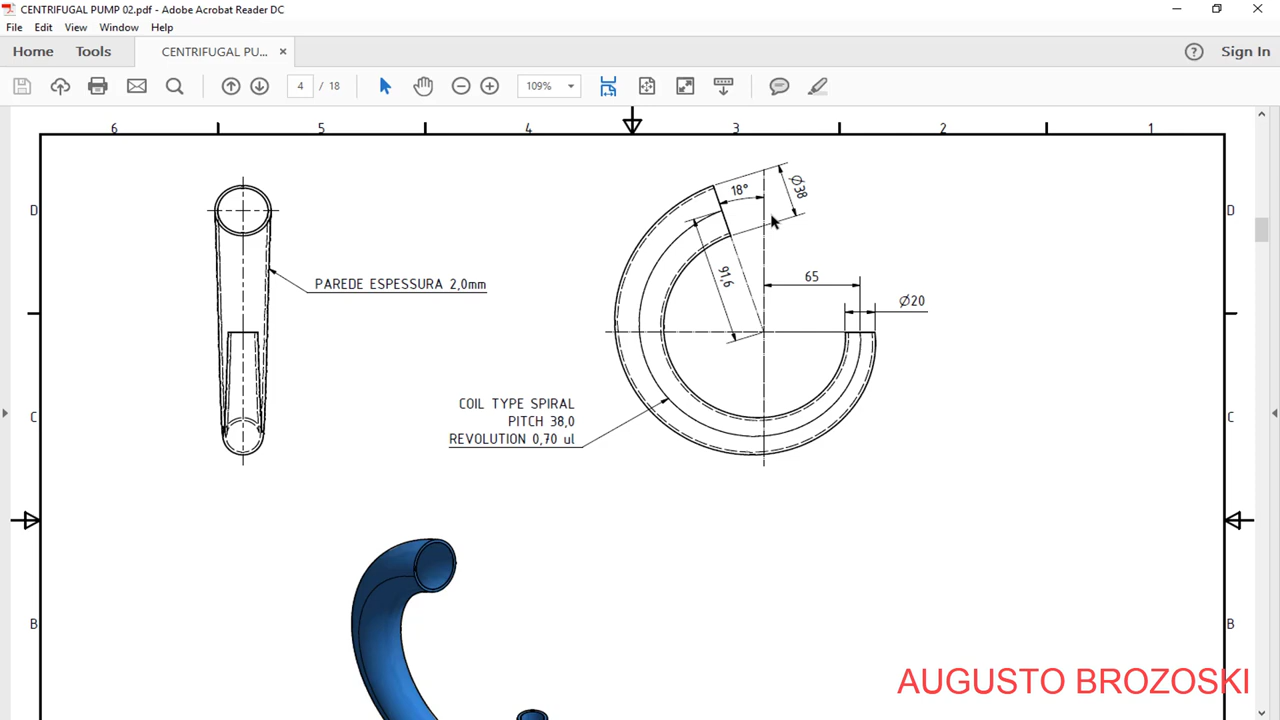 CENTRIFUGAL PUMP 02.pdf - Adobe Acrobat Reader DC
File Edit View Window Help
Home Tools CENTRIFUGAL PU... × Sign In
4 / 18 109%
6 5 4 3 2 1
D D
18°
Ø38
91,6
65
Ø20
PAREDE ESPESSURA 2,0mm
COIL TYPE SPIRAL
PITCH 38,0
REVOLUTION 0,70 ul
C C
B B
AUGUSTO BROZOSKI